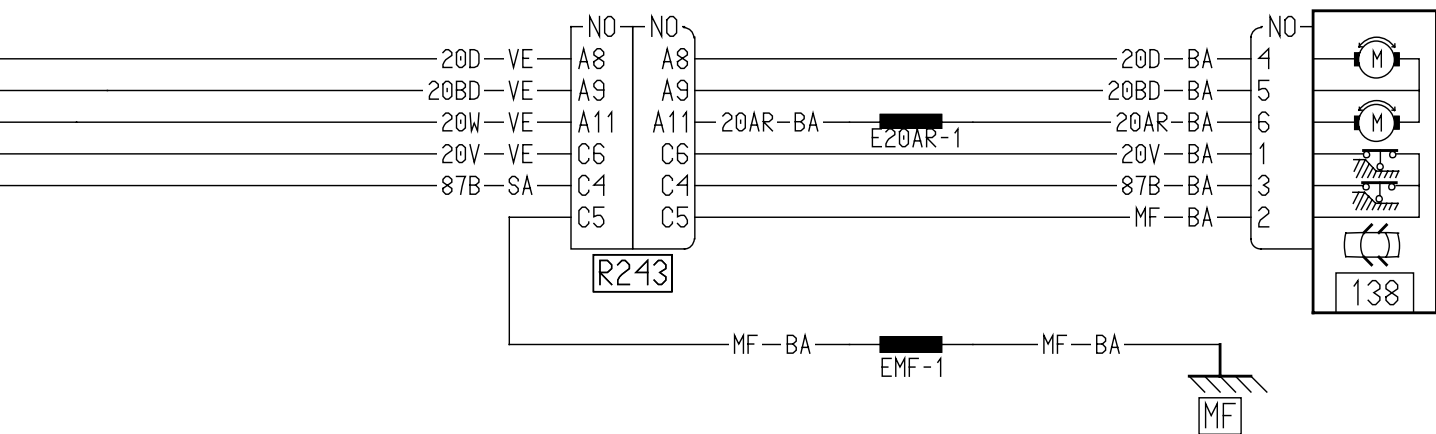 NO NO NO
20D VE A8 A8 20D BA 4 M
20BD VE A9 A9 20BD BA 5
20W VE A11 A11 20AR-BA 20AR-BA 6 M
E20AR-1
20V VE C6 C6 20V BA 1
87B SA C4 C4 87B BA 3
C5 C5 MF BA 2
R243
138
MF-BA MF-BA
EMF-1
MF